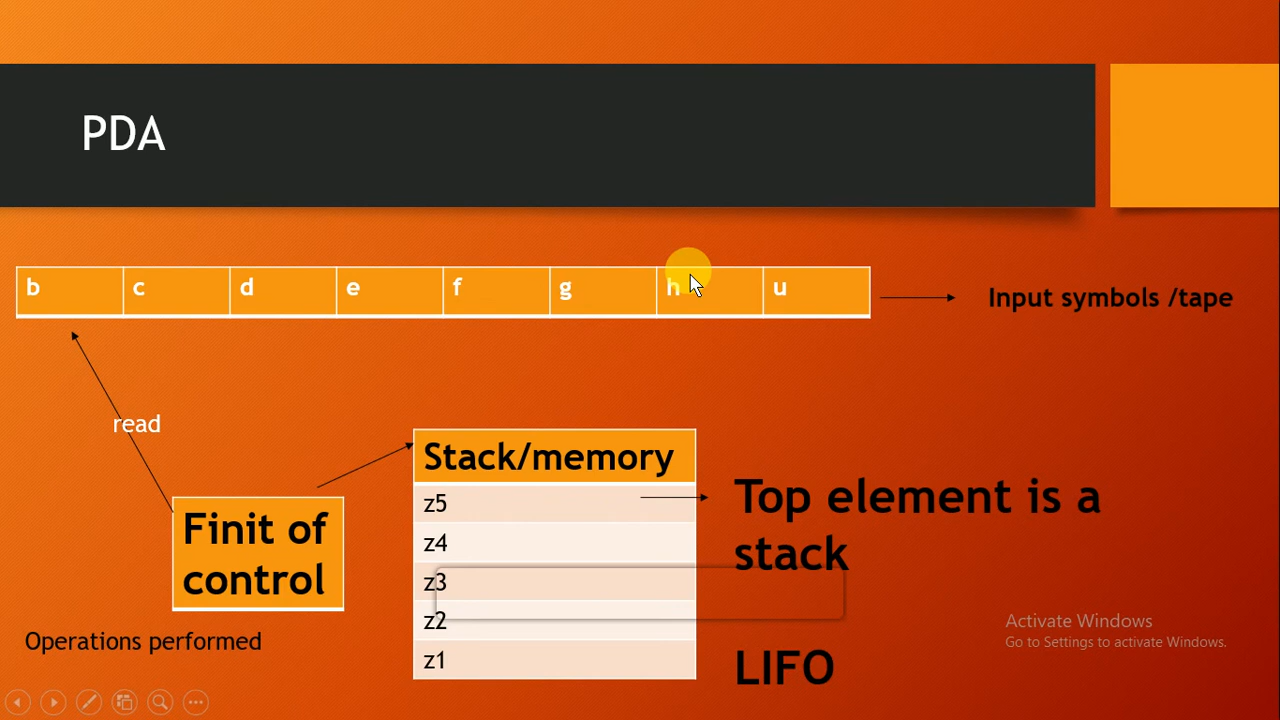 PDA
b c d e f g h u
Input symbols /tape
read
Stack/memory
z5
Top element is a
stack
z4
Finit of
control
z3
z2
z1
Operations performed
LIFO
Activate Windows
Go to Settings to activate Windows.